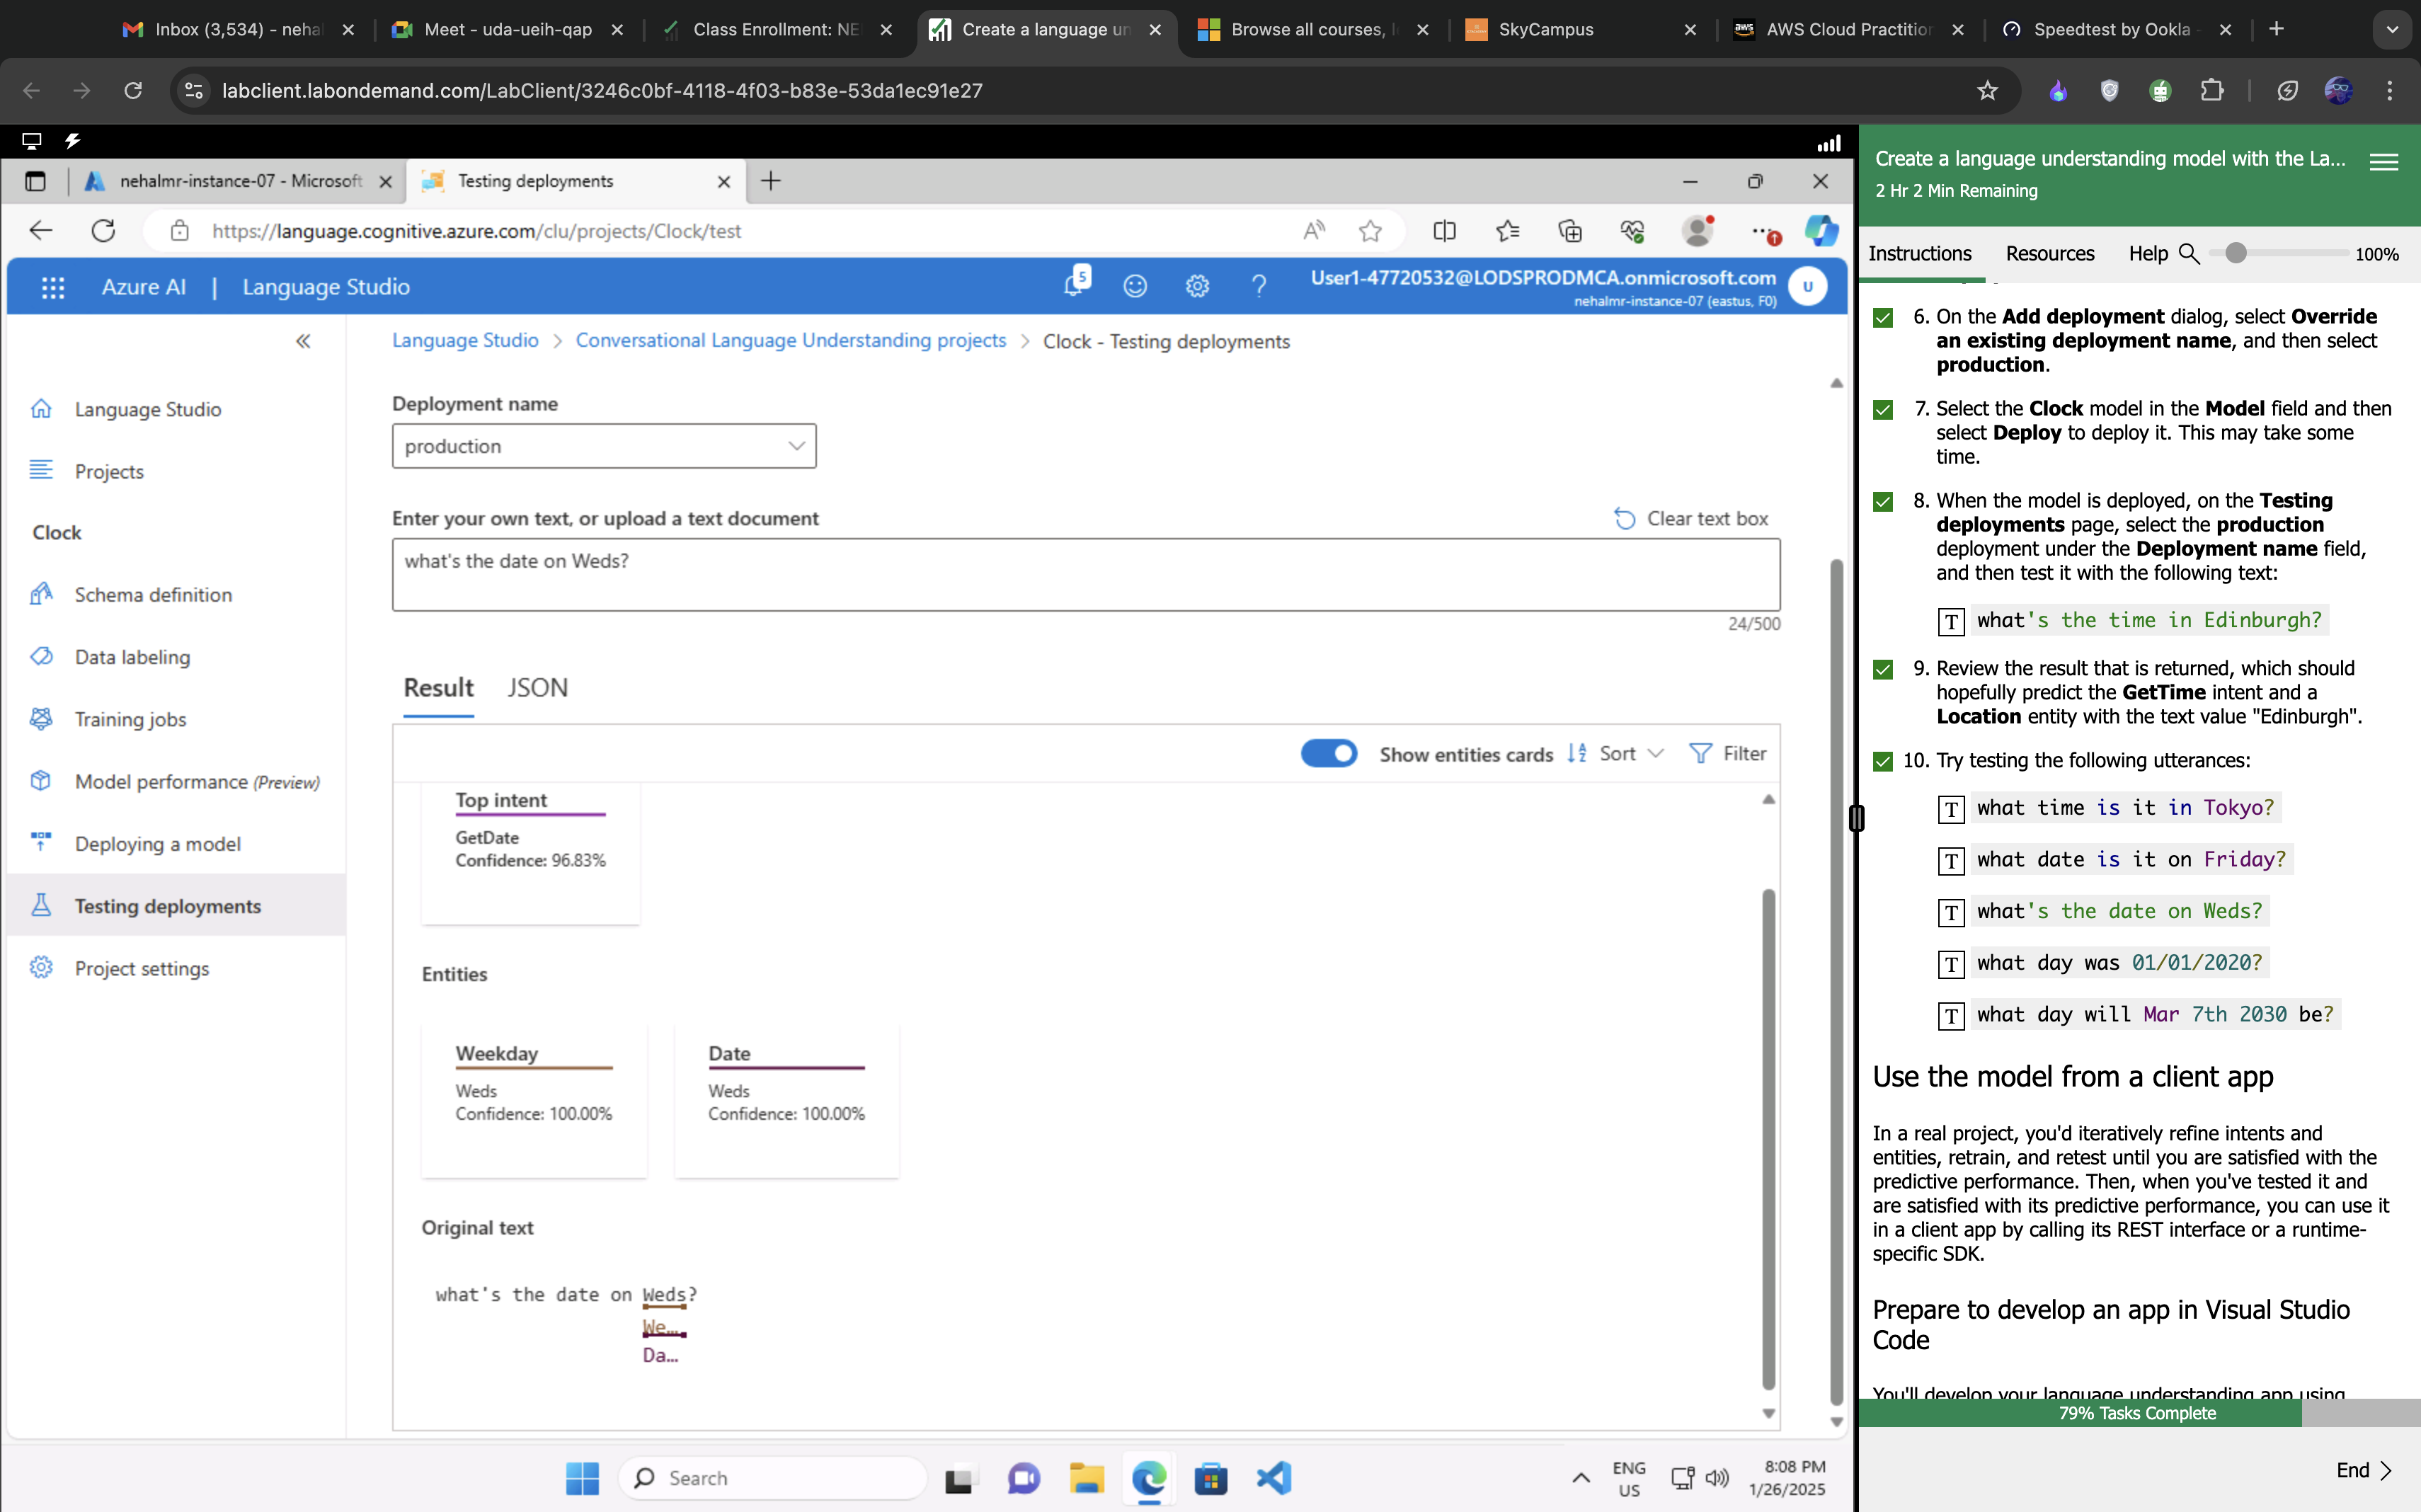 Inbox (3,534) - neha
Meet - uda-ueih-qap
Class Enrollment: NE
Create a language un
Browse all courses, l
SkyCampus
AWS Cloud Practition
Speedtest by Ookla
labclient.labondemand.com/LabClient/3246c0bf-4118-4f03-b83e-53da1ec91e27
nehalmr-instance-07 - Microsoft
Testing deployments
https://language.cognitive.azure.com/clu/projects/Clock/test
Azure AI | Language Studio
5
User1-47720532@LODSPRODMCA.onmicrosoft.com
nehalmr-instance-07 (eastus, F0)
U
Language Studio > Conversational Language Understanding projects > Clock - Testing deployments
Language Studio
Projects
Clock
Schema definition
Data labeling
Training jobs
Model performance (Preview)
Deploying a model
Testing deployments
Project settings
Deployment name
production
Enter your own text, or upload a text document
Clear text box
what's the date on Weds?
24/500
Result
JSON
Show entities cards
Sort
Filter
Top intent
GetDate
Confidence: 96.83%
Entities
Weekday
Weds
Confidence: 100.00%
Date
Weds
Confidence: 100.00%
Original text
what's the date on Weds?
We...
Da...
Search
ENG
US
8:08 PM
1/26/2025
Create a language understanding model with the La...
2 Hr 2 Min Remaining
Instructions
Resources
Help
100%
6. On the Add deployment dialog, select Override
an existing deployment name, and then select
production.
7. Select the Clock model in the Model field and then
select Deploy to deploy it. This may take some
time.
8. When the model is deployed, on the Testing
deployments page, select the production
deployment under the Deployment name field,
and then test it with the following text:
T what's the time in Edinburgh?
9. Review the result that is returned, which should
hopefully predict the GetTime intent and a
Location entity with the text value "Edinburgh".
10. Try testing the following utterances:
T what time is it in Tokyo?
T what date is it on Friday?
T what's the date on Weds?
T what day was 01/01/2020?
T what day will Mar 7th 2030 be?
Use the model from a client app
In a real project, you'd iteratively refine intents and
entities, retrain, and retest until you are satisfied with the
predictive performance. Then, when you've tested it and
are satisfied with its predictive performance, you can use it
in a client app by calling its REST interface or a runtime-
specific SDK.
Prepare to develop an app in Visual Studio
Code
You'll develop your language understanding app using
79% Tasks Complete
End